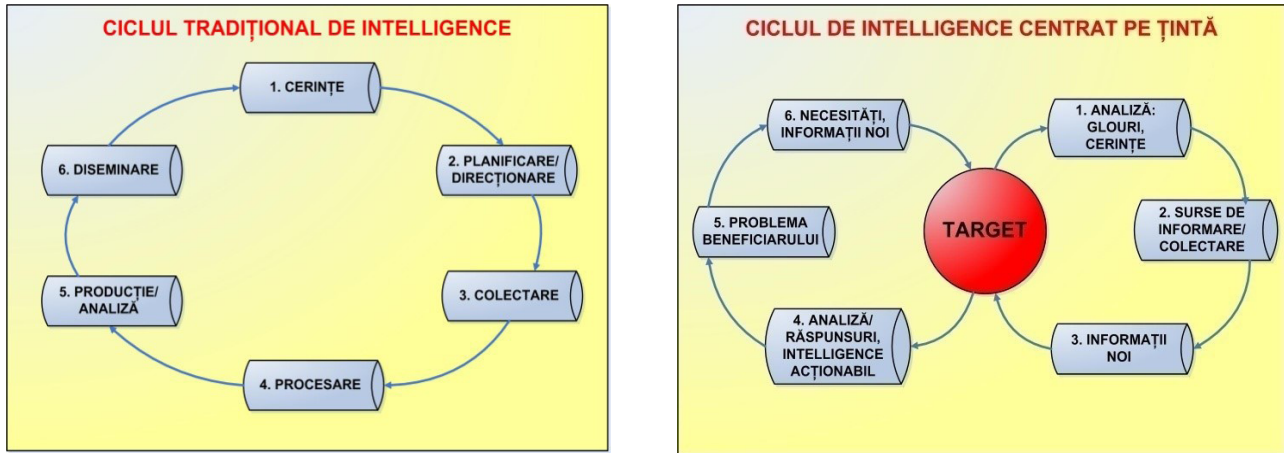 CICLUL TRADIȚIONAL DE INTELLIGENCE
1. CERINȚE
2. PLANIFICARE/
DIRECȚIONARE
3. COLECTARE
4. PROCESARE
5. PRODUCȚIE/
ANALIZĂ
6. DISEMINARE
CICLUL DE INTELLIGENCE CENTRAT PE ȚINTĂ
1. ANALIZĂ:
GLOURI,
CERINȚE
2. SURSE DE
INFORMARE/
COLECTARE
3. INFORMAȚII
NOI
4. ANALIZĂ/
RĂSPUNSURI,
INTELLIGENCE
ACȚIONABIL
5. PROBLEMA
BENEFICIARULUI
6. NECESITĂȚI,
INFORMAȚII NOI
TARGET